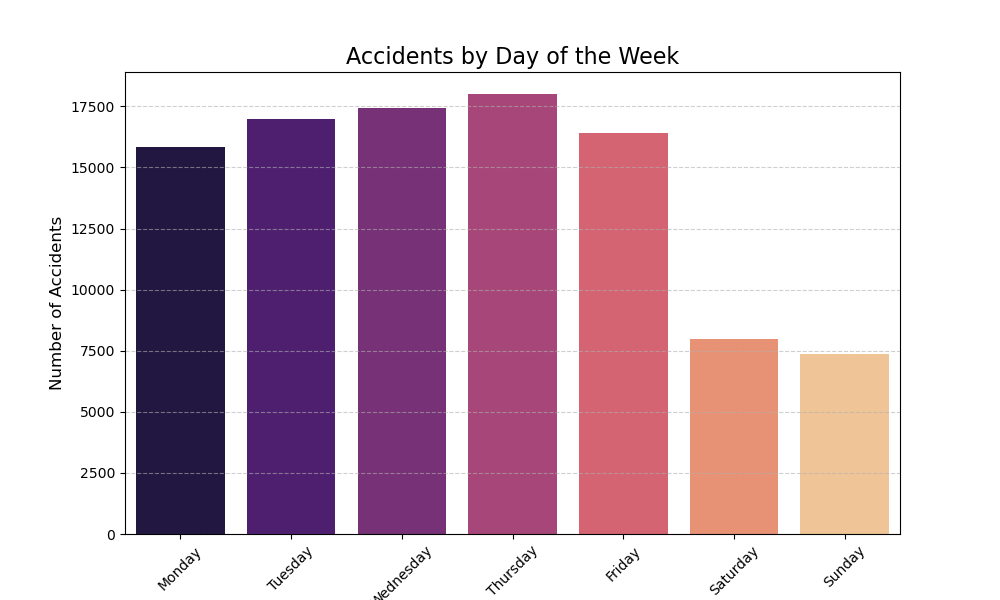 Accidents by Day of the Week
Number of Accidents
17500
15000
12500
10000
7500
5000
2500
0
Monday
Tuesday
Wednesday
Thursday
Friday
Saturday
Sunday